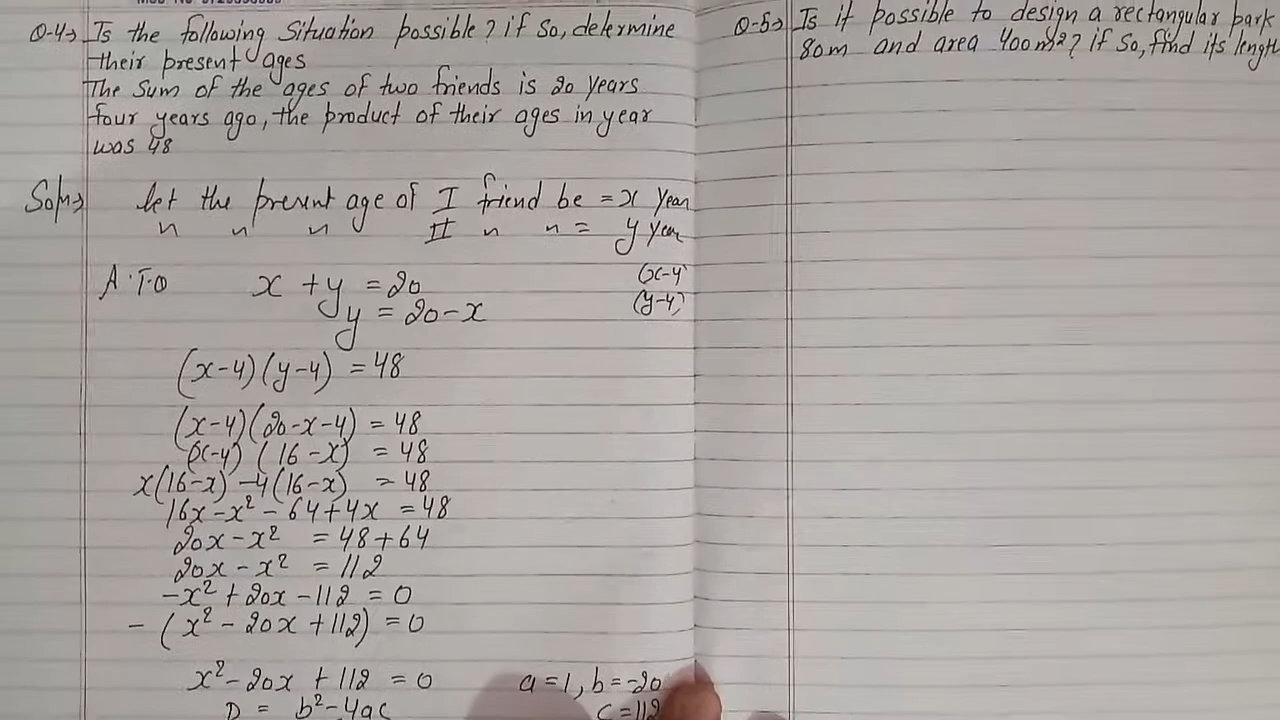 Q-4→ Is the following Situation possible? if So, determine
their present ages
The Sum of the ages of two friends is 20 years
four years ago, the product of their ages in year
was 48
Soln→ let the present age of I friend be = x Year
n n n II n n = y year
A.T.Q x + y = 20
y = 20-x
(x-4
(y-4)
(x-4)(y-4) = 48
(x-4)(20-x-4) = 48
(x-4) (16-x) = 48
x(16-x) -4(16-x) = 48
16x-x²-64+4x = 48
20x-x² = 48+64
20x-x² = 112
-x²+20x-112 = 0
-(x²-20x+112) = 0
x²-20x+112 = 0 a=1, b=-20
D = b²-4ac c=112
Q-5→ Is it possible to design a rectangular park
80m and area 400m²? if So, find its length